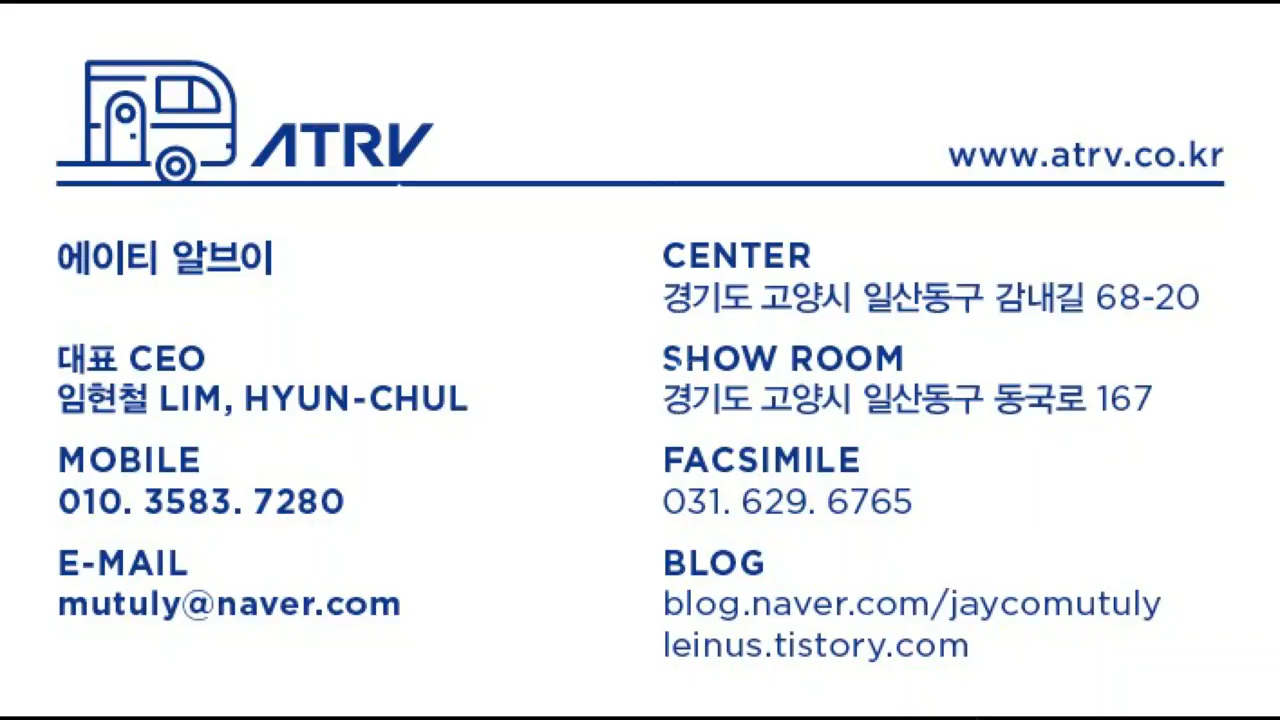 ATRV
www.atrv.co.kr
에이티 알브이
대표 CEO
임현철 LIM, HYUN-CHUL
MOBILE
010. 3583. 7280
E-MAIL
mutuly@naver.com
CENTER
경기도 고양시 일산동구 감내길 68-20
SHOW ROOM
경기도 고양시 일산동구 동국로 167
FACSIMILE
031. 629. 6765
BLOG
blog.naver.com/jaycomutuly
leinus.tistory.com